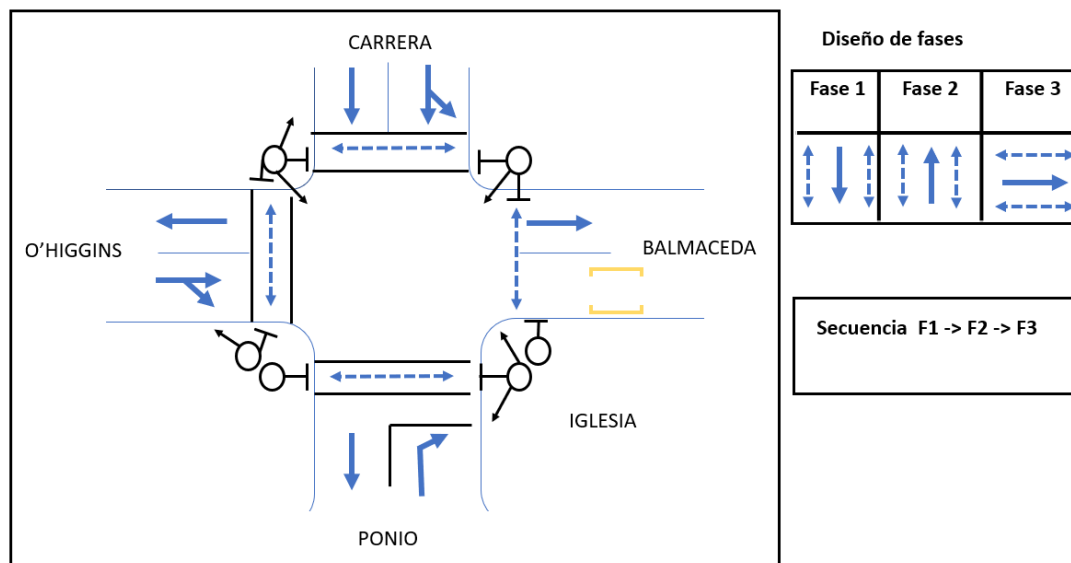 CARRERA
O'HIGGINS
BALMACEDA
IGLESIA
PONIO
Diseño de fases
Fase 1 Fase 2 Fase 3
Secuencia F1 -> F2 -> F3